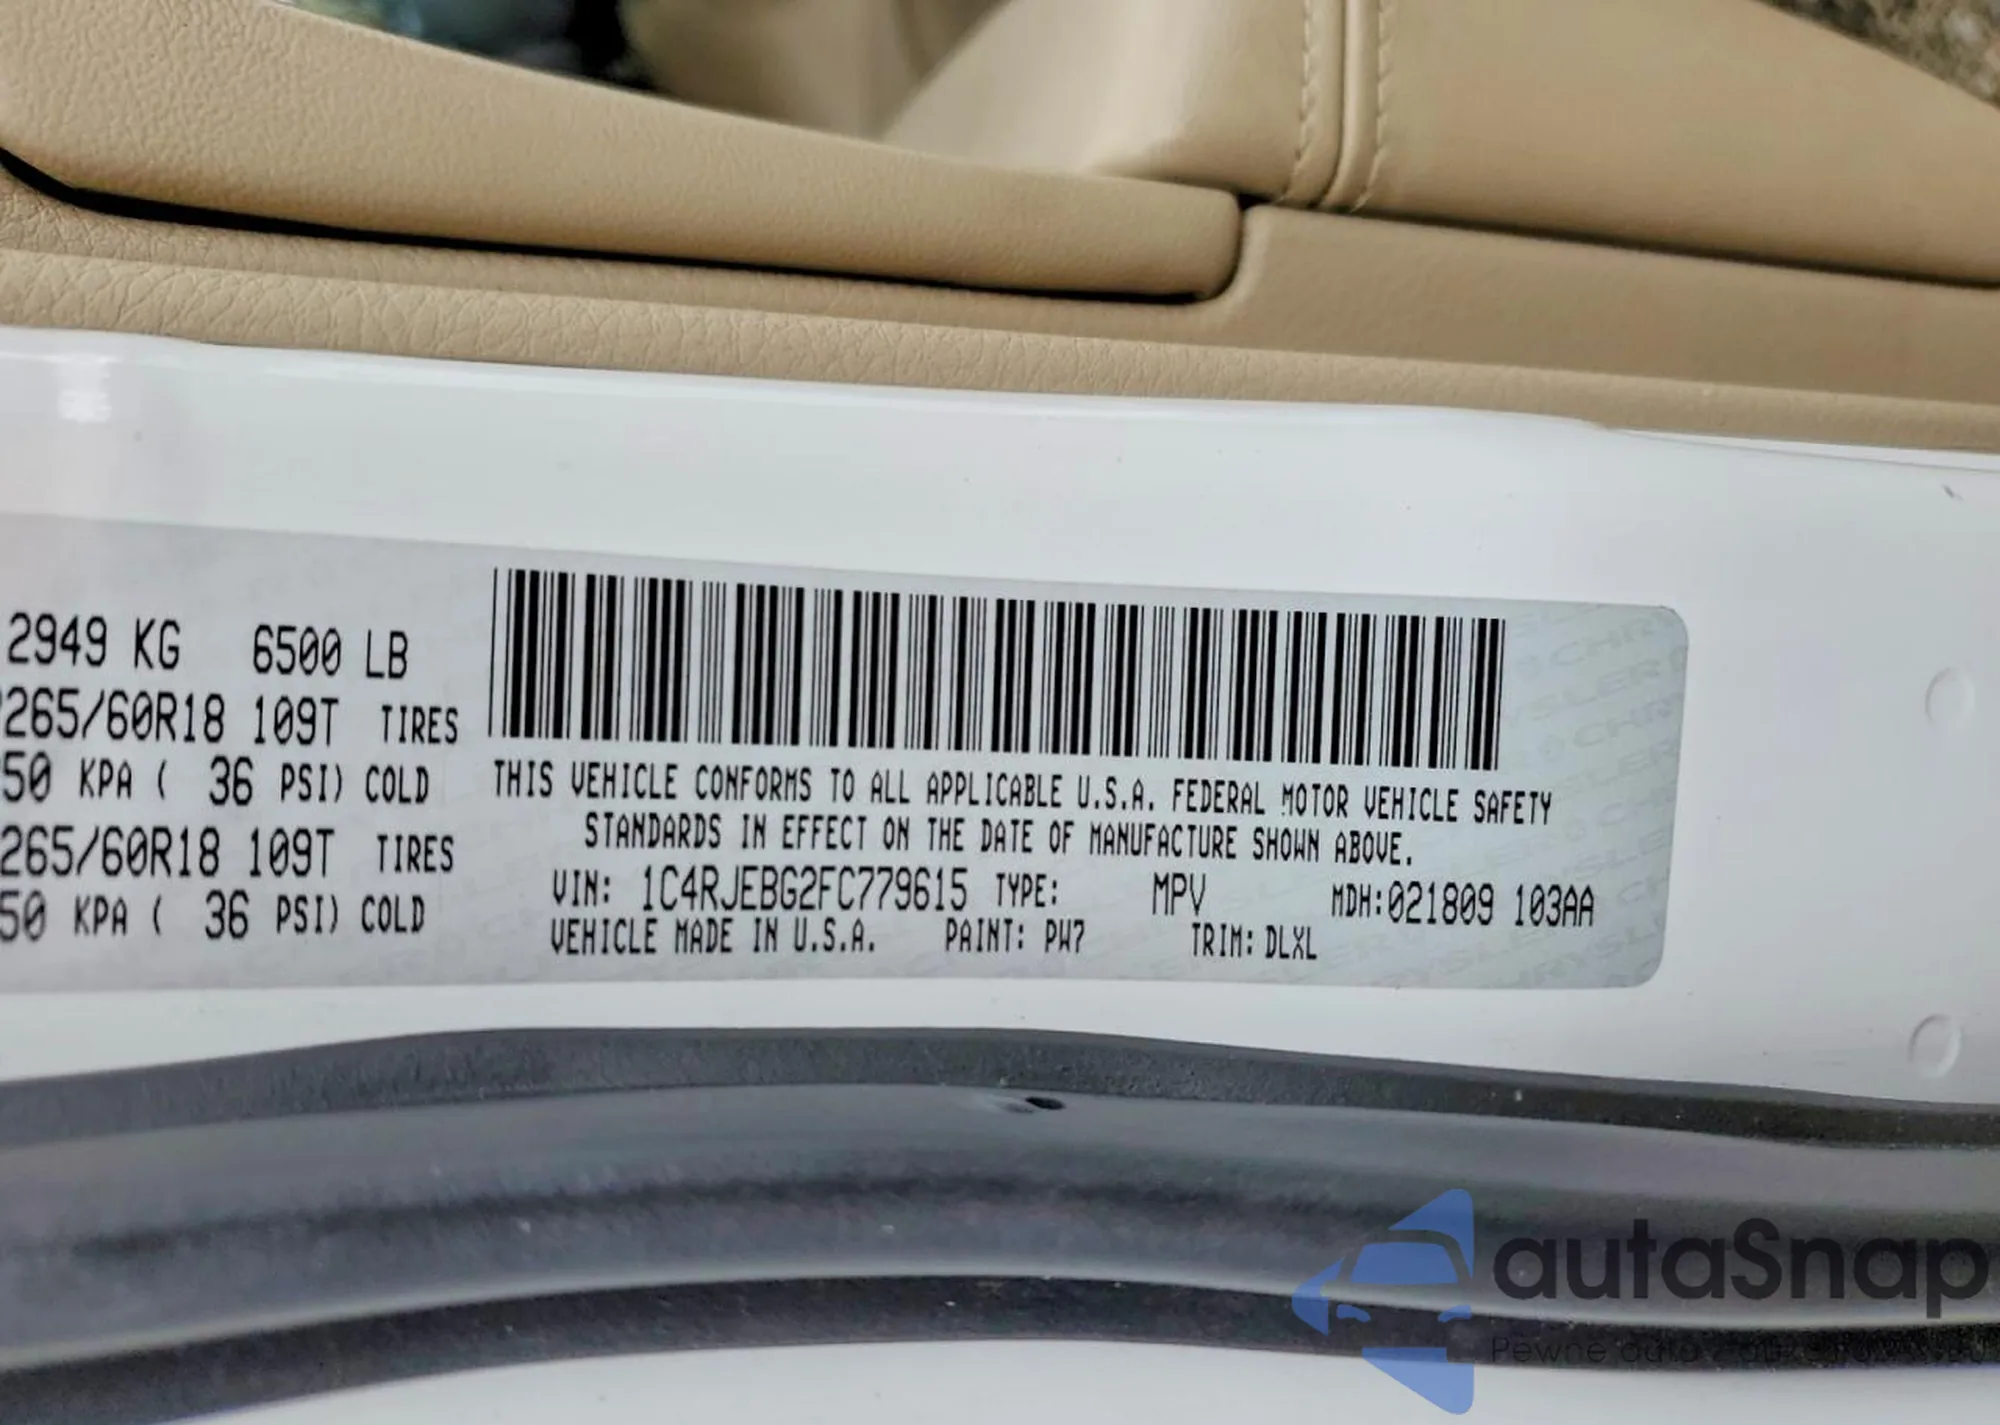 2949 KG 6500 LB
265/60R18 109T TIRES
50 KPA ( 36 PSI) COLD
265/60R18 109T TIRES
50 KPA ( 36 PSI) COLD
THIS VEHICLE CONFORMS TO ALL APPLICABLE U.S.A. FEDERAL MOTOR VEHICLE SAFETY
STANDARDS IN EFFECT ON THE DATE OF MANUFACTURE SHOWN ABOVE.
VIN: 1C4RJEBG2FC779615 TYPE: MPV MDH:021809 103AA
VEHICLE MADE IN U.S.A. PAINT: PW7 TRIM: DLXL
autaSnap
Pewne auto z